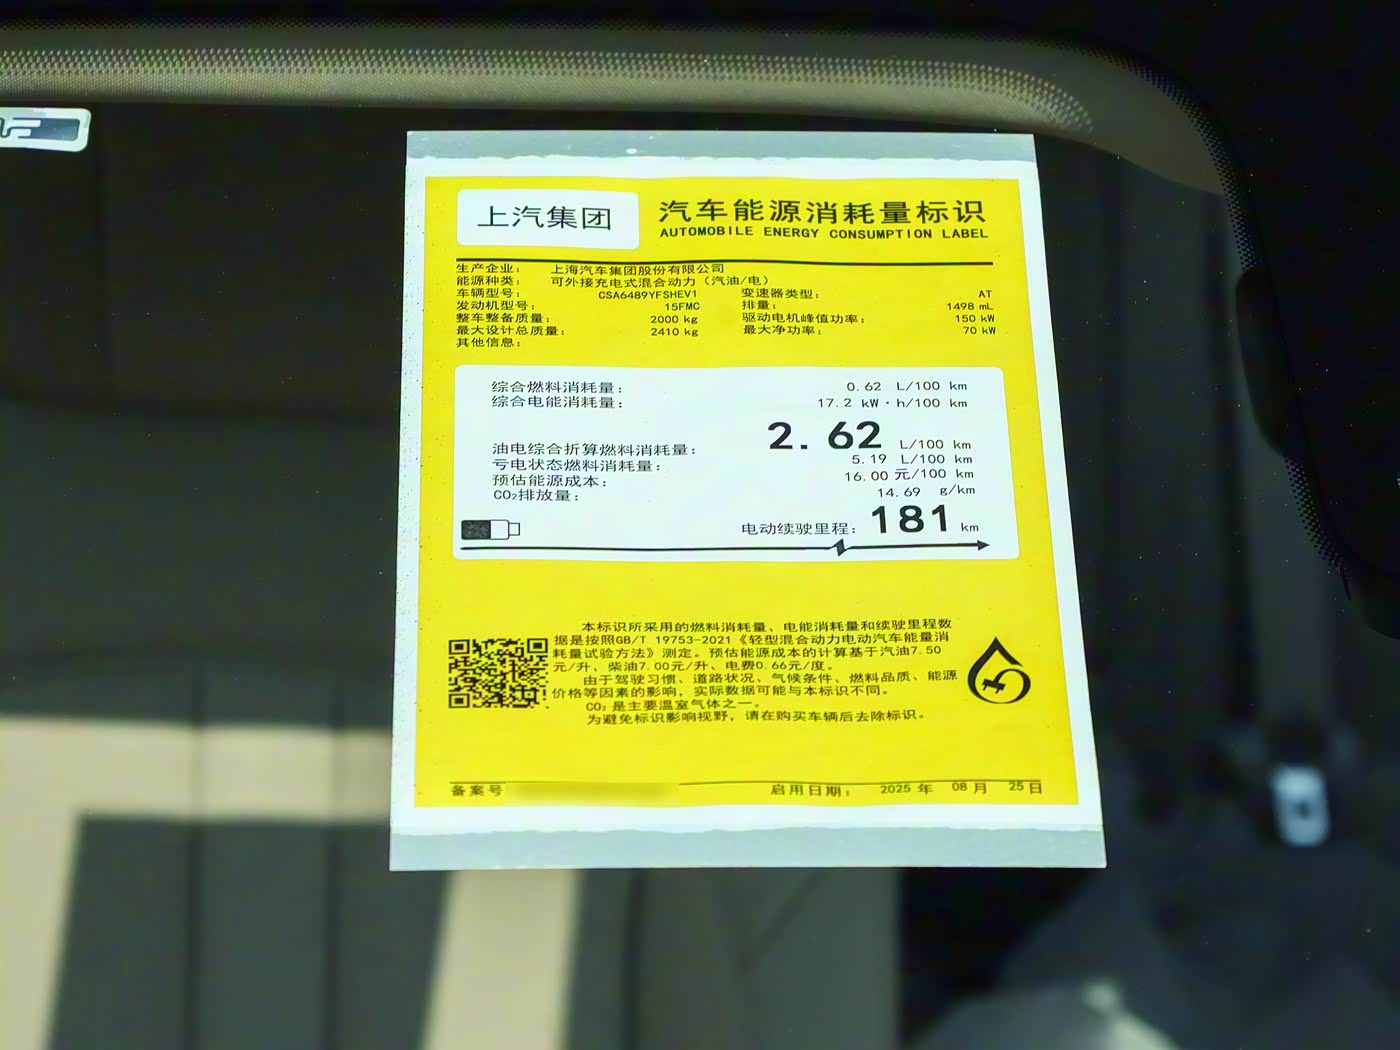 上汽集团
汽车能源消耗量标识
AUTOMOBILE ENERGY CONSUMPTION LABEL
生产企业： 上海汽车集团股份有限公司
能源种类： 可外接充电式混合动力（汽油/电）
车辆型号： CSA6489YFSHEV1 变速器类型： AT
发动机型号： 15FMC 排量： 1498 mL
整车整备质量： 2000 kg 驱动电机峰值功率： 150 kW
最大设计总质量： 2410 kg 最大净功率： 70 kW
其他信息：
综合燃料消耗量： 0.62 L/100 km
综合电能消耗量： 17.2 kW·h/100 km
油电综合折算燃料消耗量： 2.62 L/100 km
亏电状态燃料消耗量： 5.19 L/100 km
预估能源成本： 16.00 元/100 km
CO₂排放量： 14.69 g/km
电动续驶里程： 181 km
本标识所采用的燃料消耗量、电能消耗量和续驶里程数
据是按照GB/T 19753-2021《轻型混合动力电动汽车能量消
耗量试验方法》测定。预估能源成本的计算基于汽油7.50
元/升、柴油7.00元/升、电费0.66元/度。
由于驾驶习惯、道路状况、气候条件、燃料品质、能源
价格等因素的影响，实际数据可能与本标识不同。
CO₂ 是主要温室气体之一。
为避免标识影响视野，请在购买车辆后去除标识。
备案号
启用日期： 2025 年 08 月 25 日